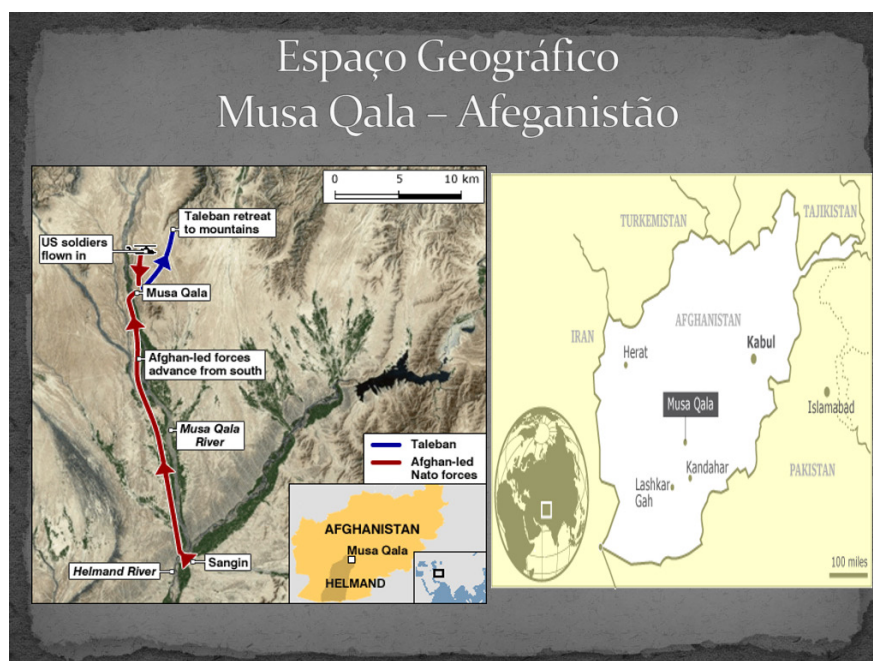 Espaço Geográfico
Musa Qala – Afeganistão
0 5 10 km
Taleban retreat
to mountains
US soldiers
flown in
Musa Qala
Afghan-led forces
advance from south
Musa Qala
River
Taleban
Afghan-led
Nato forces
Sangin
Helmand River
AFGHANISTAN
Musa Qala
HELMAND
TURKEMISTAN
TAJIKISTAN
AFGHANISTAN
IRAN
Kabul
Herat
Musa Qala
Islamabad
Kandahar
Lashkar
Gah
PAKISTAN
100 miles